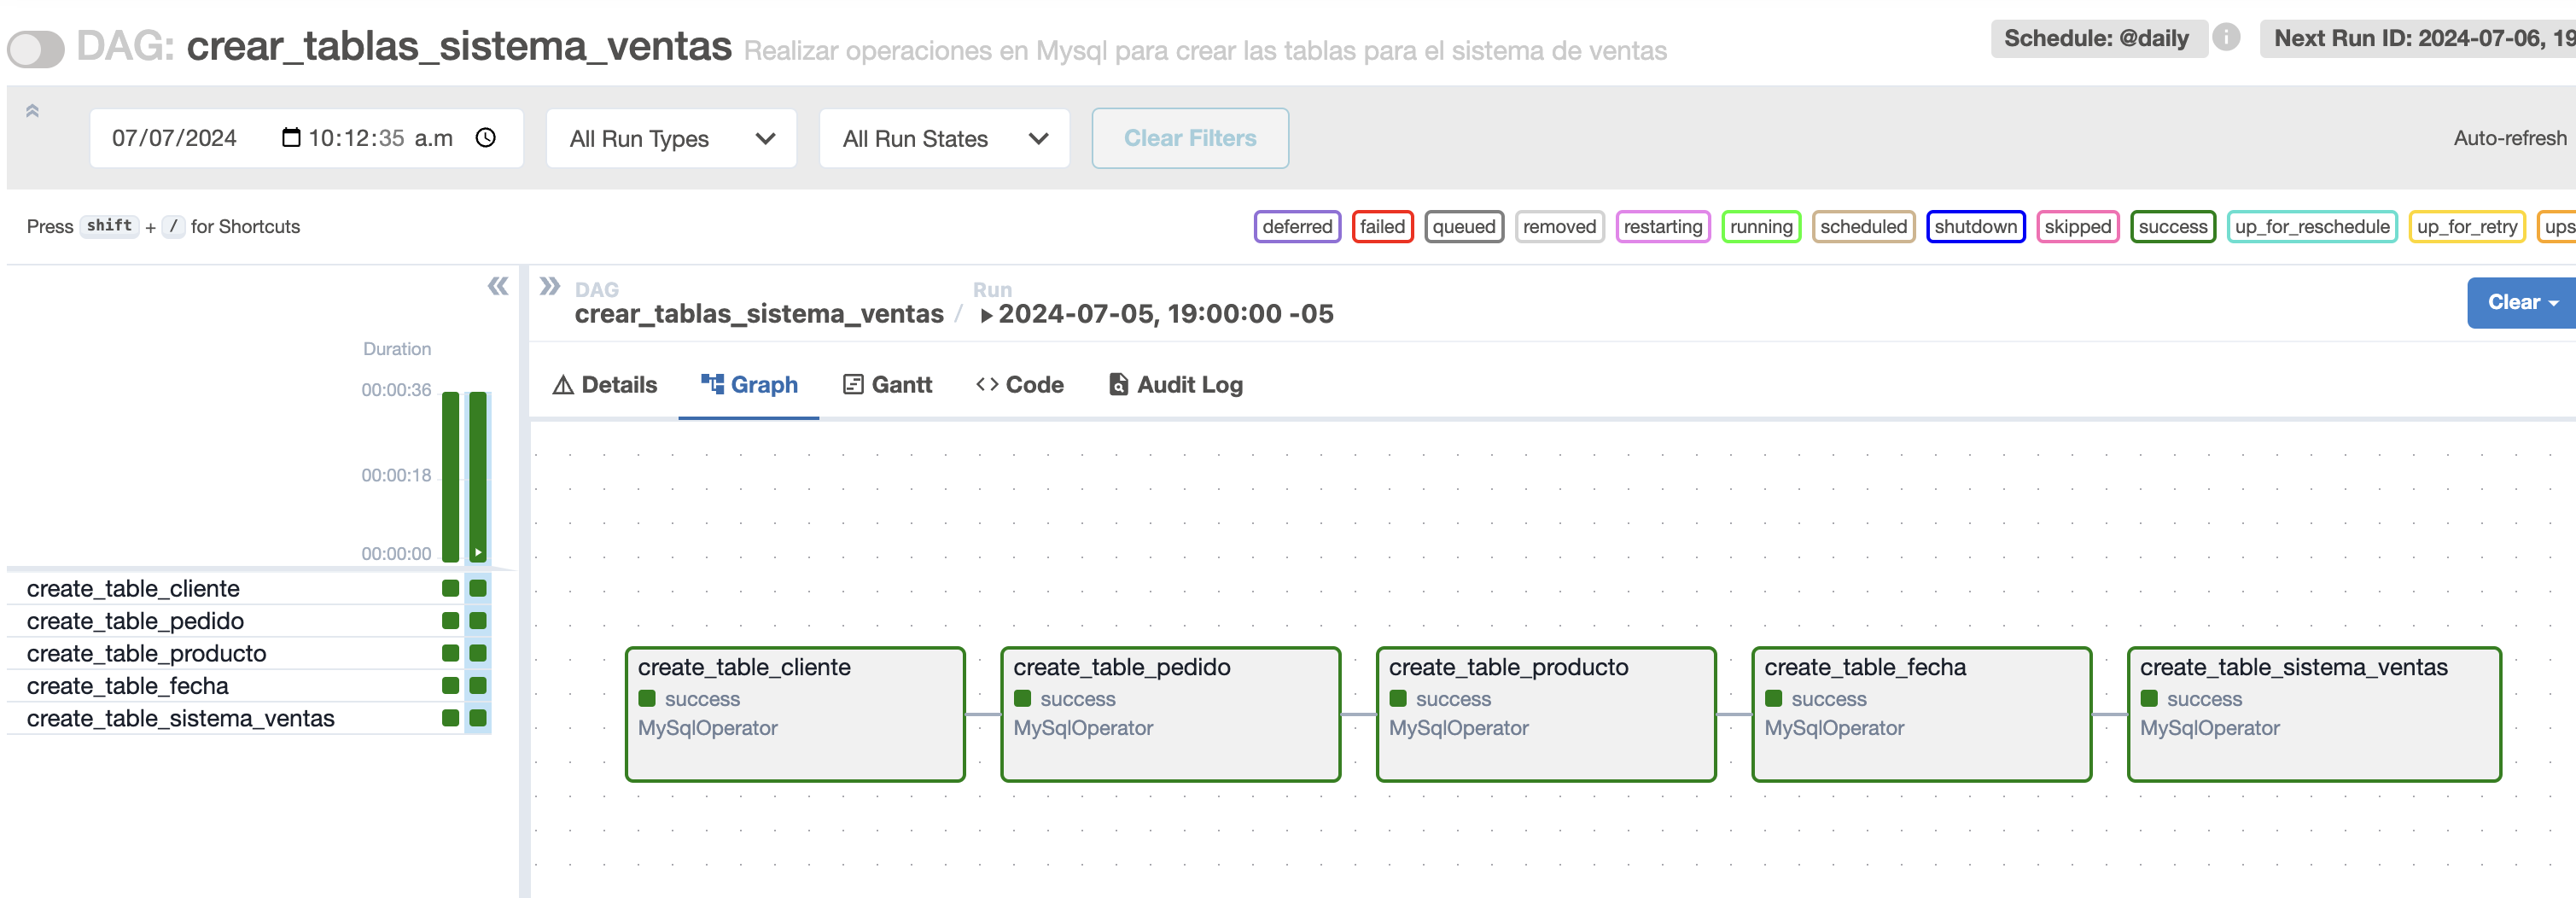 DAG: crear_tablas_sistema_ventas Realizar operaciones en Mysql para crear las tablas para el sistema de ventas
Schedule: @daily
Next Run ID: 2024-07-06, 19
07/07/2024 10:12:35 a.m
All Run Types
All Run States
Clear Filters
Auto-refresh
Press shift + / for Shortcuts
deferred failed queued removed restarting running scheduled shutdown skipped success up_for_reschedule up_for_retry ups
Duration
00:00:36
00:00:18
00:00:00
create_table_cliente
create_table_pedido
create_table_producto
create_table_fecha
create_table_sistema_ventas
DAG
crear_tablas_sistema_ventas /
Run
2024-07-05, 19:00:00 -05
Clear
Details
Graph
Gantt
Code
Audit Log
create_table_cliente
success
MySqlOperator
create_table_pedido
success
MySqlOperator
create_table_producto
success
MySqlOperator
create_table_fecha
success
MySqlOperator
create_table_sistema_ventas
success
MySqlOperator